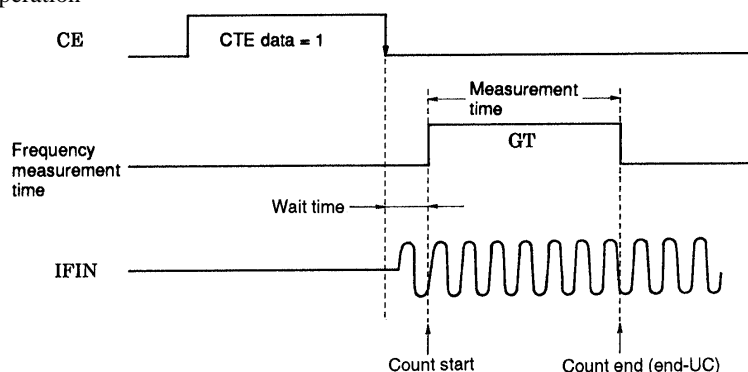 CE
CTE data = 1
Measurement
time
GT
Frequency
measurement
time
Wait time
IFIN
Count start
Count end (end-UC)